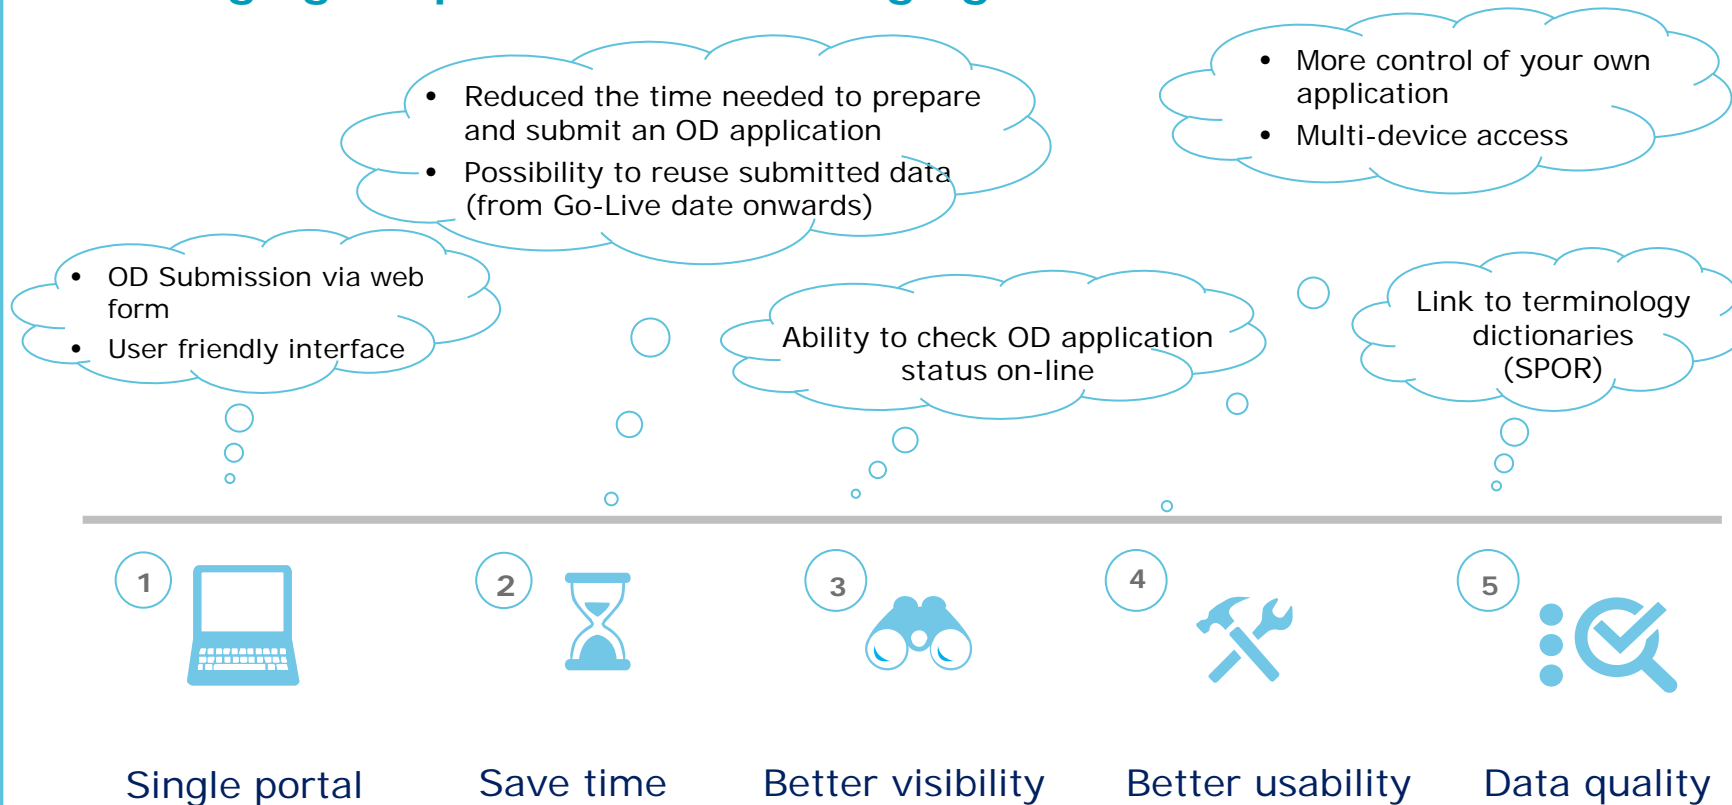 • Reduced the time needed to prepare
and submit an OD application
• Possibility to reuse submitted data
(from Go-Live date onwards)
• More control of your own
application
• Multi-device access
• OD Submission via web
form
• User friendly interface
Ability to check OD application
status on-line
Link to terminology
dictionaries
(SPOR)
1
2
3
4
5
Single portal
Save time
Better visibility
Better usability
Data quality